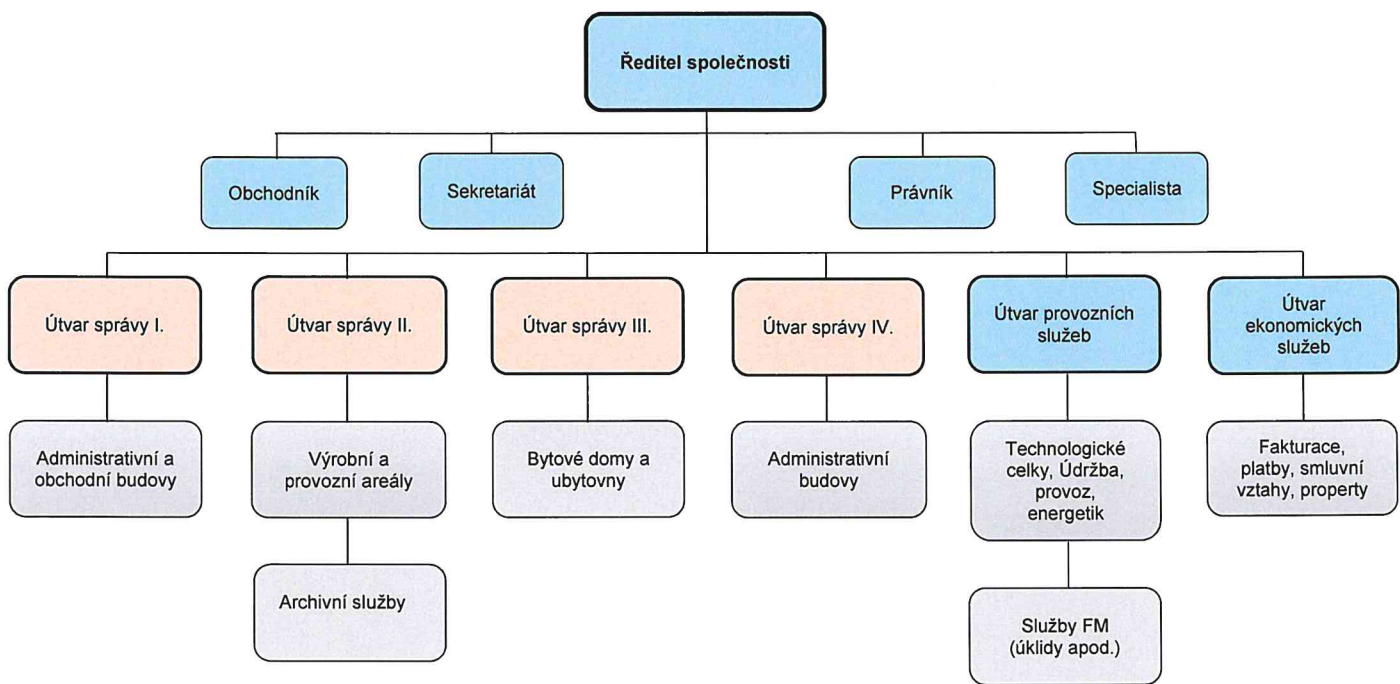 Ředitel společnosti
Obchodník
Sekretariát
Právník
Specialista
Útvar správy I.
Útvar správy II.
Útvar správy III.
Útvar správy IV.
Útvar provozních
služeb
Útvar
ekonomických
služeb
Administrativní a
obchodní budovy
Výrobní a
provozní areály
Bytové domy a
ubytovny
Administrativní
budovy
Technologické
celky, Údržba,
provoz,
energetik
Fakturace,
platby, smluvní
vztahy, property
Archivní služby
Služby FM
(úklidy apod.)